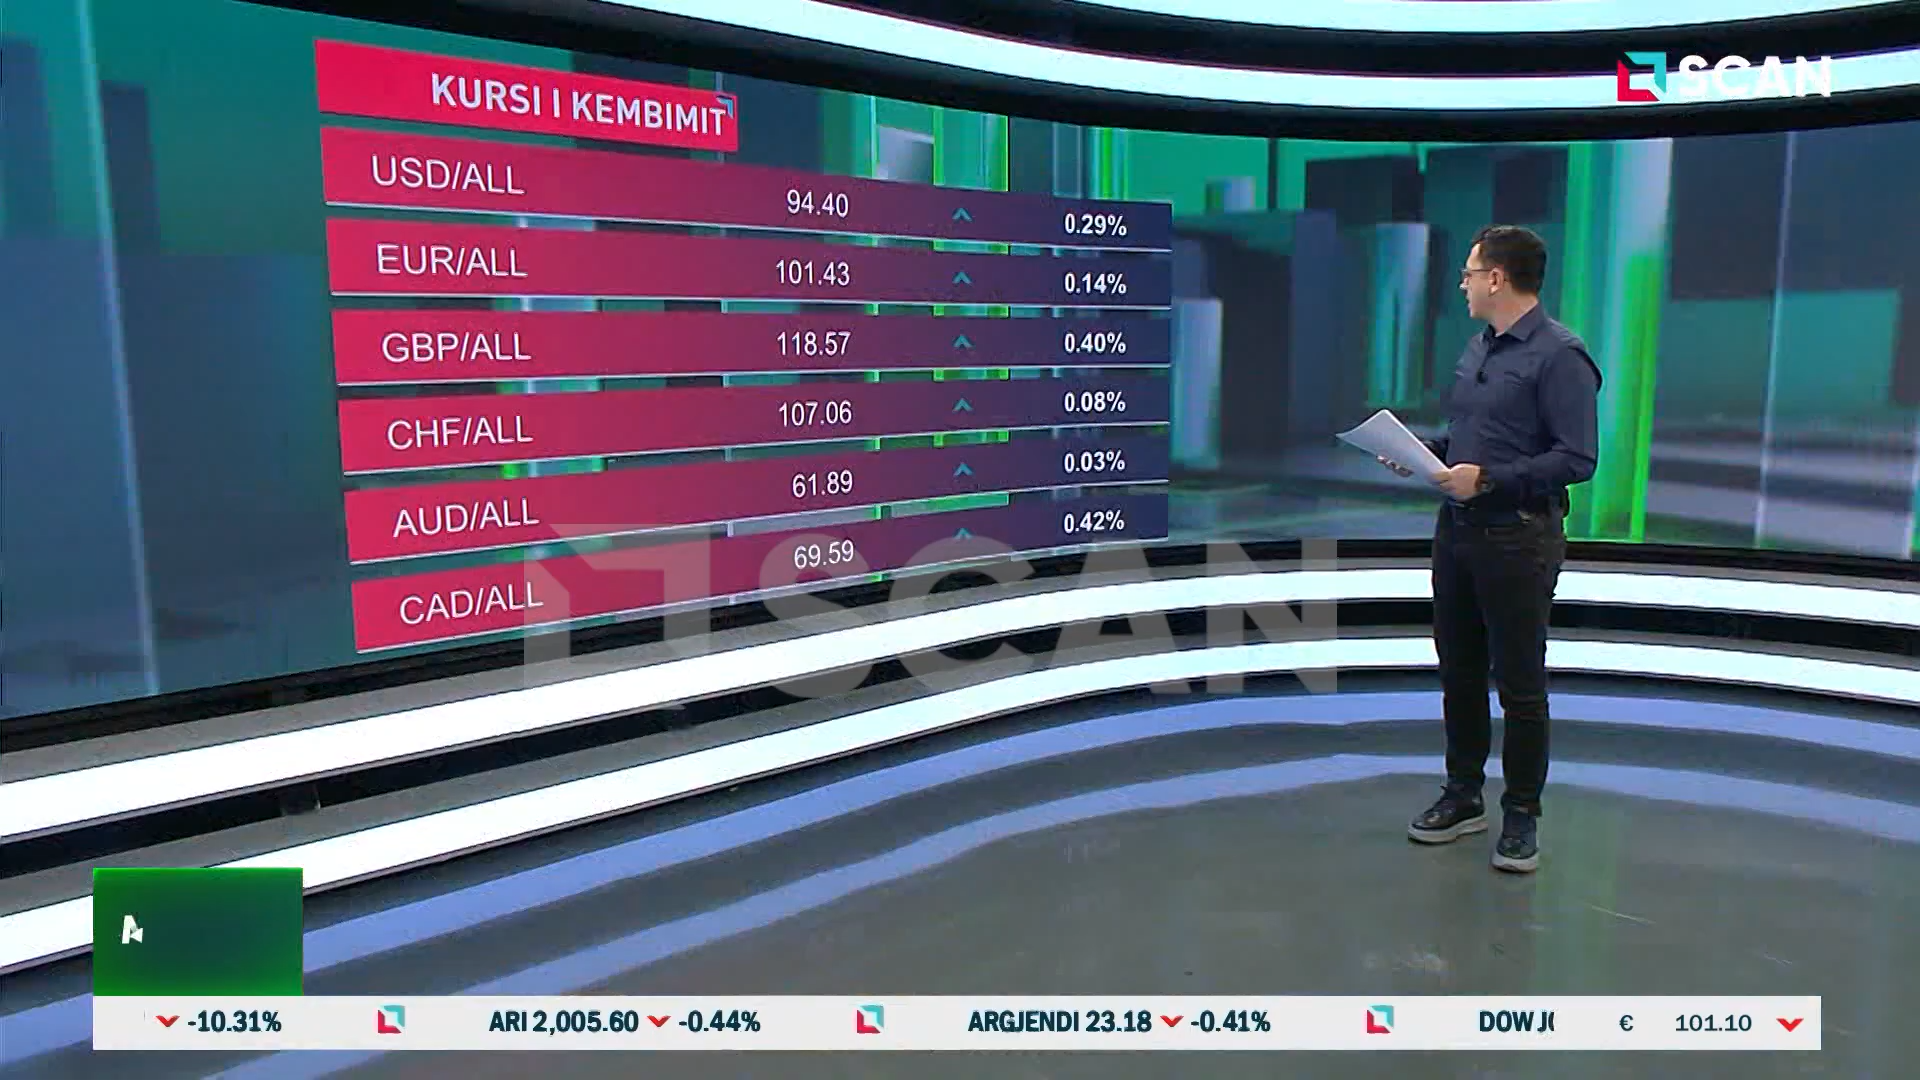 SCAN
KURSI I KEMBIMIT
USD/ALL 94.40 0.29%
EUR/ALL 101.43 0.14%
GBP/ALL 118.57 0.40%
CHF/ALL 107.06 0.08%
AUD/ALL 61.89 0.03%
CAD/ALL 69.59 0.42%
SCAN
-10.31% ARI 2,005.60 -0.44% ARGJENDI 23.18 -0.41% DOW € 101.10